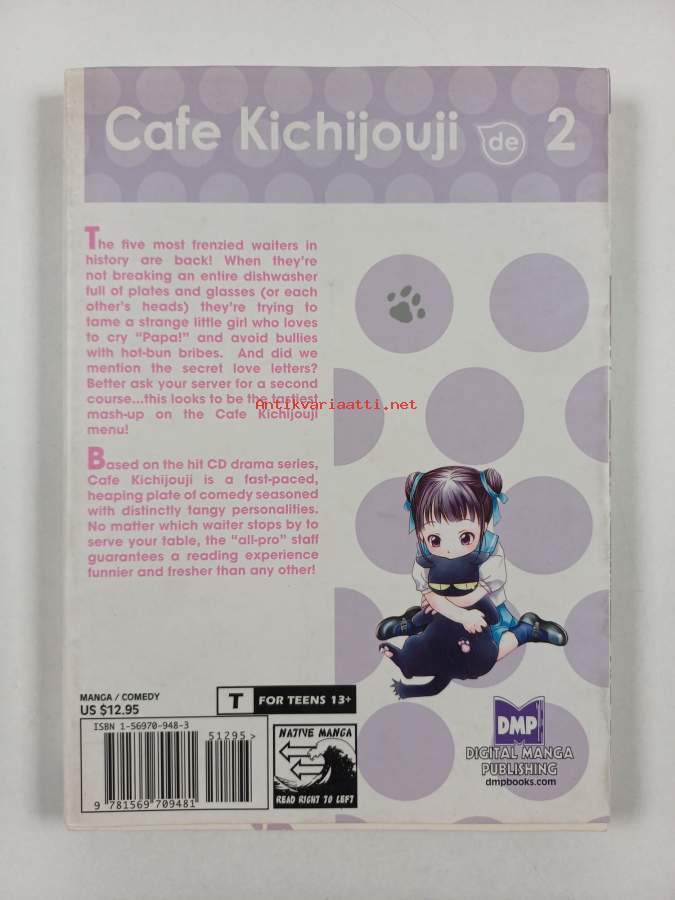 Cafe Kichijouji de 2
The five most frenzied waiters in
history are back! When they're
not breaking an entire dishwasher
full of plates and glasses (or each
other's heads) they're trying to
tame a strange little girl who loves
to cry "Papa!" and avoid bullies
with hot-bun bribes. And did we
mention the secret love letters?
Better ask your server for a second
course...this looks to be the tastiest
mash-up on the Cafe Kichijouji
menu!
Antikvariaatti.net
Based on the hit CD drama series,
Cafe Kichijouji is a fast-paced,
heaping plate of comedy seasoned
with distinctly tangy personalities.
No matter which waiter stops by to
serve your table, the "all-pro" staff
guarantees a reading experience
funnier and fresher than any other!
MANGA / COMEDY
US $12.95
T FOR TEENS 13+
ISBN 1-56970-948-3
51295>
9 781569 709481
NATIVE MANGA
READ RIGHT TO LEFT
DMP
DIGITAL MANGA
PUBLISHING
dmpbooks.com